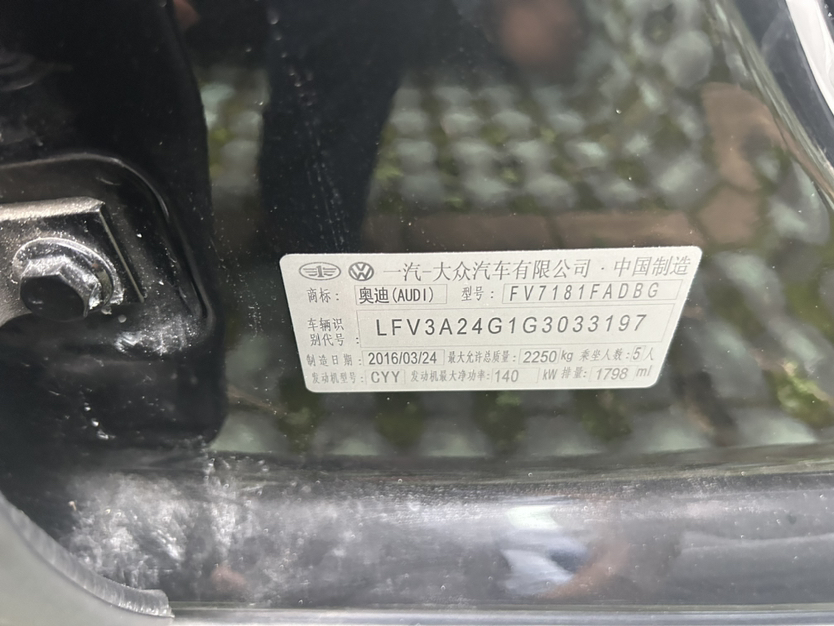 一汽-大众汽车有限公司·中国制造
商标: 奥迪(AUDI) 型号: FV7181FADBG
车辆识别代号: LFV3A24G1G3033197
制造日期: 2016/03/24 最大允许总质量: 2250 kg 乘坐人数: 5 人
发动机型号: CYY 发动机最大净功率: 140 kW 排量: 1798 ml